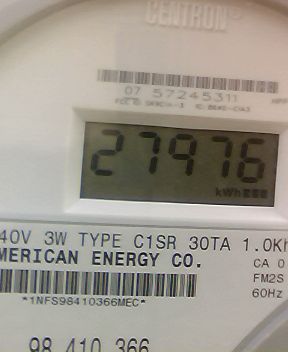 CENTRON®
07 57245311
27976
kWh
40V 3W TYPE C1SR 30TA 1.0Kh
MERICAN ENERGY CO.
CA 0
FM2S
60Hz
*1NFS98410366MEC*
98 410 366